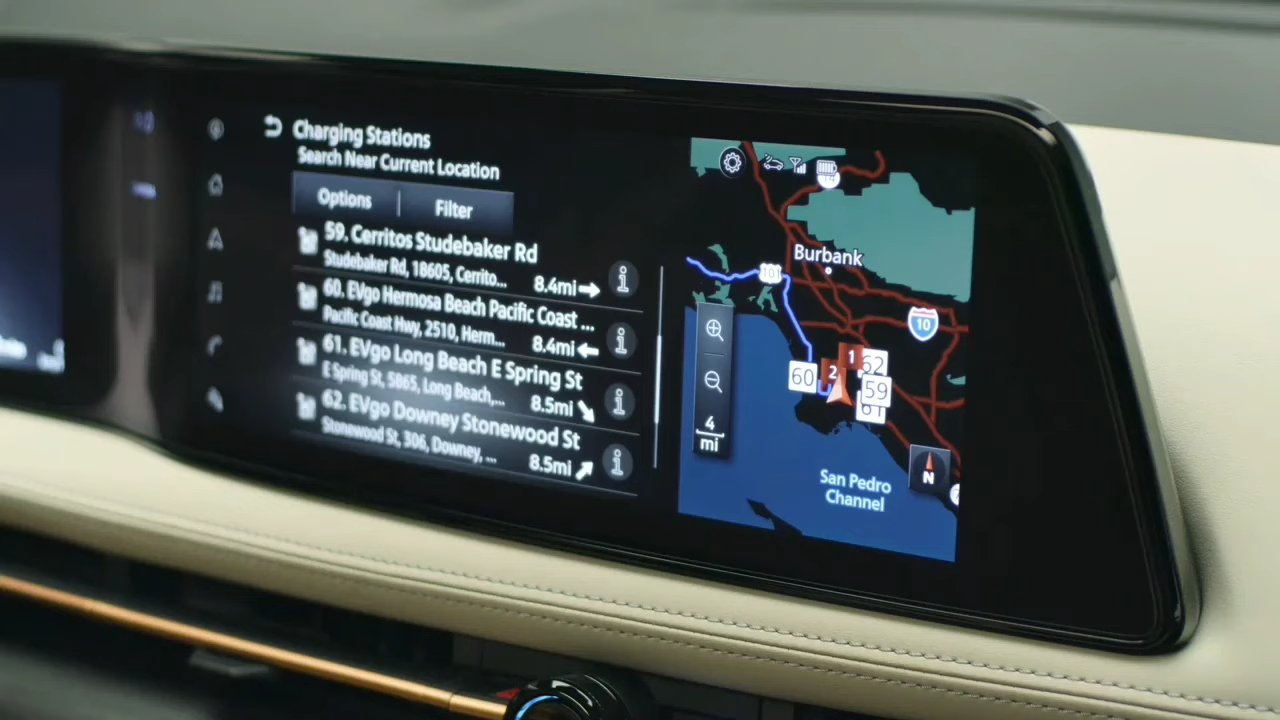 Charging Stations
Search Near Current Location
Options
Filter
59. Cerritos Studebaker Rd
Studebaker Rd, 18605, Cerrito...
8.4mi
60. EVgo Hermosa Beach Pacific Coast ...
Pacific Coast Hwy, 2510, Herm...
8.4mi
61. EVgo Long Beach E Spring St
E Spring St, 5865, Long Beach,...
8.5mi
62. EVgo Downey Stonewood St
Stonewood St, 306, Downey, ...
8.5mi
Burbank
101
10
1
62
2
60
59
61
4
mi
N
San Pedro
Channel